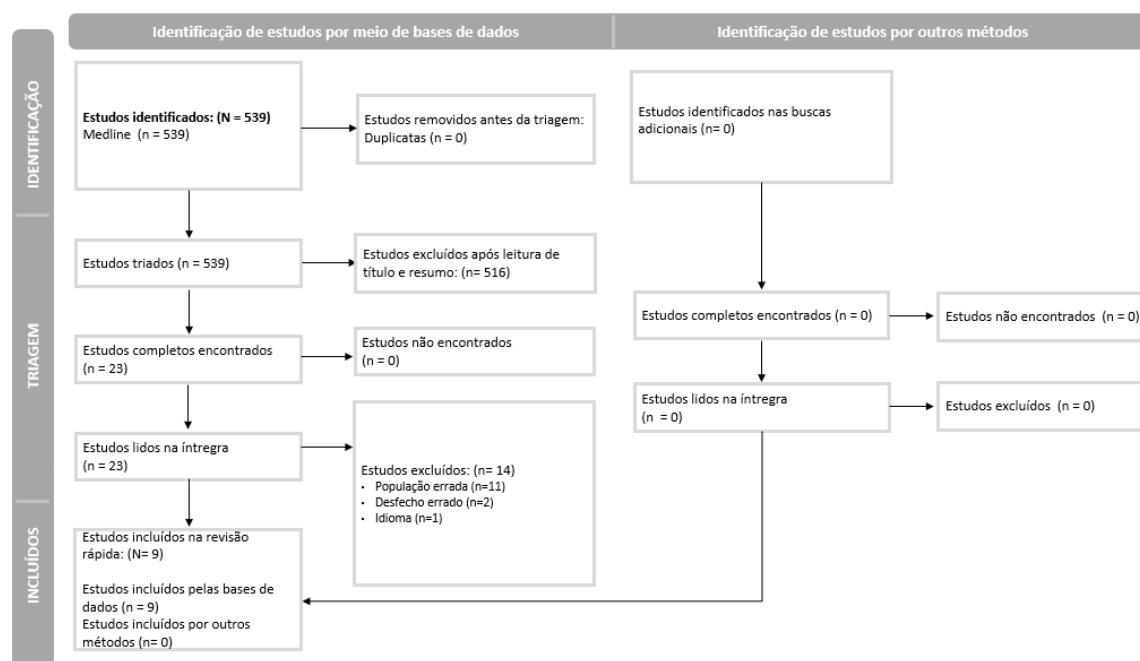 Identificação de estudos por meio de bases de dados
Identificação de estudos por outros métodos
IDENTIFICAÇÃO
Estudos identificados: (N = 539)
Medline (n = 539)
Estudos removidos antes da triagem:
Duplicatas (n = 0)
Estudos identificados nas buscas
adicionais (n= 0)
TRIAGEM
Estudos triados (n = 539)
Estudos excluídos após leitura de
título e resumo: (n= 516)
Estudos completos encontrados
(n = 23)
Estudos não encontrados
(n = 0)
Estudos completos encontrados (n = 0)
Estudos não encontrados (n = 0)
Estudos lidos na íntregra
(n = 23)
Estudos excluídos: (n= 14)
• População errada (n=11)
• Desfecho errado (n=2)
• Idioma (n=1)
Estudos lidos na íntregra
(n = 0)
Estudos excluídos (n = 0)
INCLUÍDOS
Estudos incluídos na revisão
rápida: (N= 9)
Estudos incluídos pelas bases de
dados (n = 9)
Estudos incluídos por outros
métodos (n= 0)